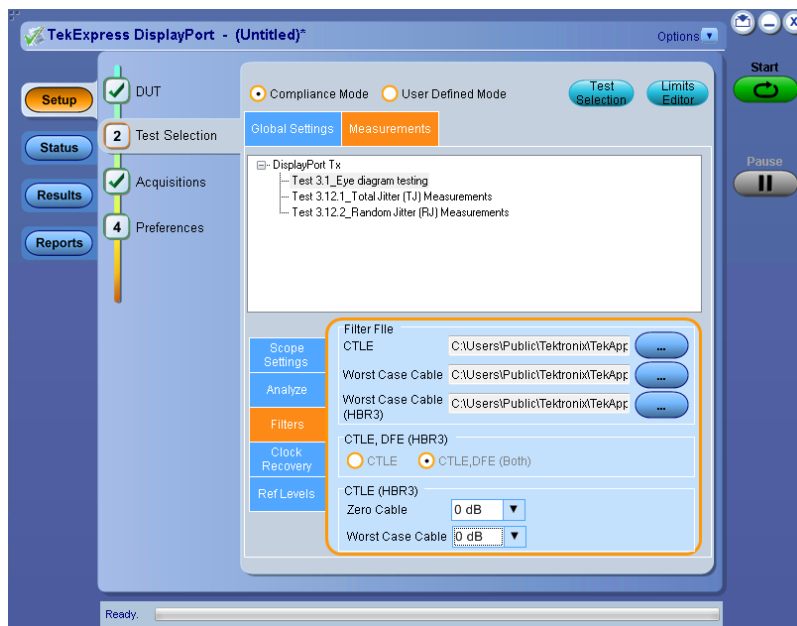 TekExpress DisplayPort - (Untitled)*
Options
Setup
Status
Results
Reports
DUT
2 Test Selection
Acquisitions
4 Preferences
Compliance Mode
User Defined Mode
Test Selection
Limits Editor
Global Settings
Measurements
DisplayPort Tx
Test 3.1_Eye diagram testing
Test 3.12.1_Total Jitter (TJ) Measurements
Test 3.12.2_Random Jitter (RJ) Measurements
Scope Settings
Analyze
Filters
Clock Recovery
Ref Levels
Filter FIle
CTLE C:\Users\Public\Tektronix\TekApp ...
Worst Case Cable C:\Users\Public\Tektronix\TekApp ...
Worst Case Cable (HBR3) C:\Users\Public\Tektronix\TekApp ...
CTLE, DFE (HBR3)
CTLE
CTLE,DFE (Both)
CTLE (HBR3)
Zero Cable 0 dB
Worst Case Cable 0 dB
Start
Pause
Ready.